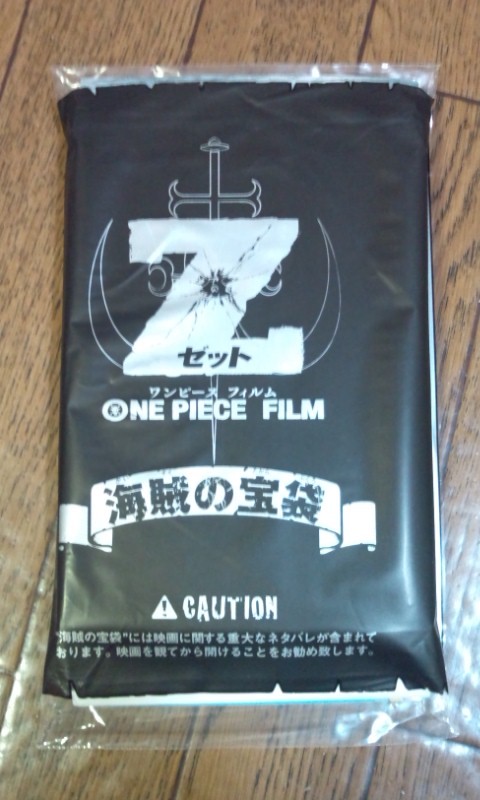 Z
ゼット
ワンピース フィルム
ONE PIECE FILM
海賊の宝袋
CAUTION
"海賊の宝袋"には映画に関する重大なネタバレが含まれて
おります。映画を観てから開けることをお勧め致します。